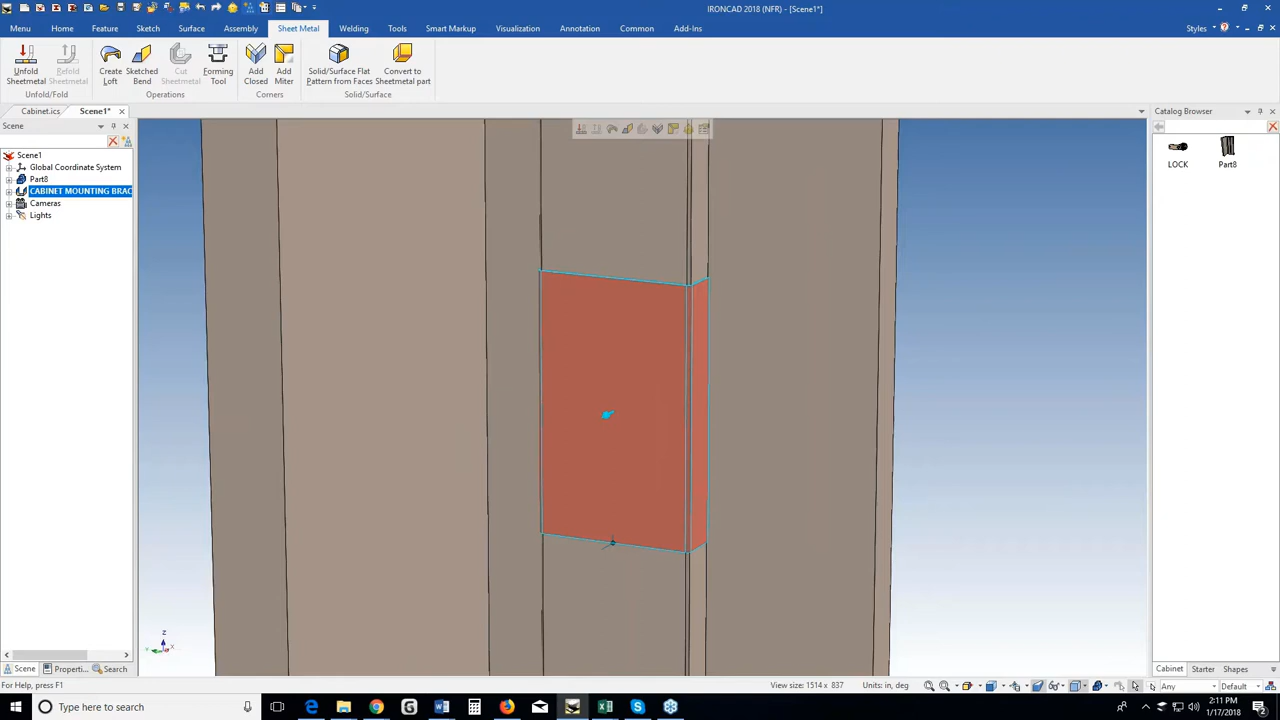 IRONCAD 2018 (NFR) - [Scene1*]
Menu Home Feature Sketch Surface Assembly Sheet Metal Welding Tools Smart Markup Visualization Annotation Common Add-Ins Styles
Unfold Sheetmetal
Refold Sheetmetal
Create Loft
Sketched Bend
Cut Sheetmetal
Forming Tool
Add Closed
Add Miter
Solid/Surface Flat Pattern from Faces
Convert to Sheetmetal part
Unfold/Fold Operations Corners Solid/Surface
Cabinet.ics Scene1*
Scene
Scene1
Global Coordinate System
Part8
CABINET MOUNTING BRAC
Cameras
Lights
Catalog Browser
LOCK Part8
z
x
Scene Properti... Search
Cabinet Starter Shapes
For Help, press F1
View size: 1514 x 837 Units: in, deg
Any Default
Type here to search
2:11 PM
1/17/2018